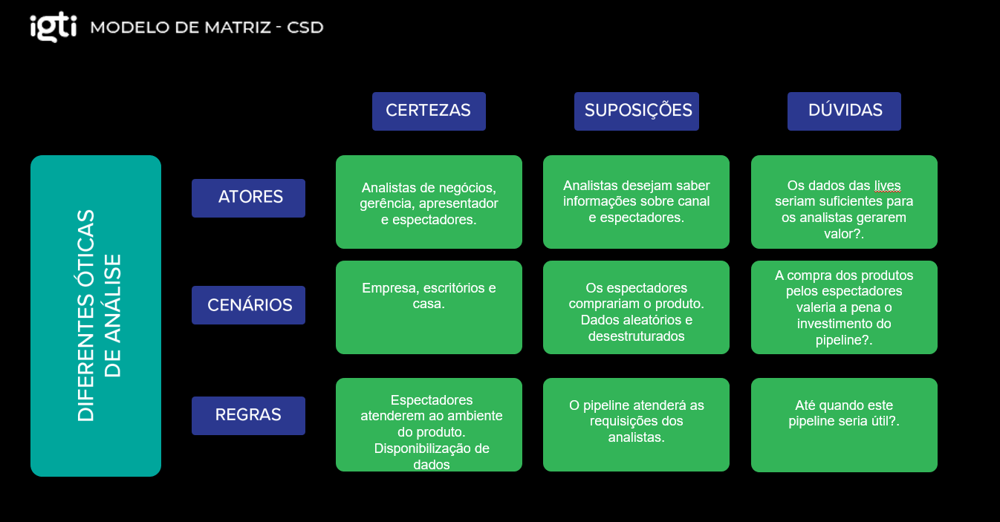 igti MODELO DE MATRIZ - CSD
CERTEZAS
SUPOSIÇÕES
DÚVIDAS
DIFERENTES ÓTICAS
DE ANÁLISE
ATORES
Analistas de negócios,
gerência, apresentador
e espectadores.
Analistas desejam saber
informações sobre canal
e espectadores.
Os dados das lives
seriam suficientes para
os analistas gerarem
valor?.
CENÁRIOS
Empresa, escritórios e
casa.
Os espectadores
comprariam o produto.
Dados aleatórios e
desestruturados
A compra dos produtos
pelos espectadores
valeria a pena o
investimento do
pipeline?.
REGRAS
Espectadores
atenderem ao ambiente
do produto.
Disponibilização de
dados
O pipeline atenderá as
requisições dos
analistas.
Até quando este
pipeline seria útil?.